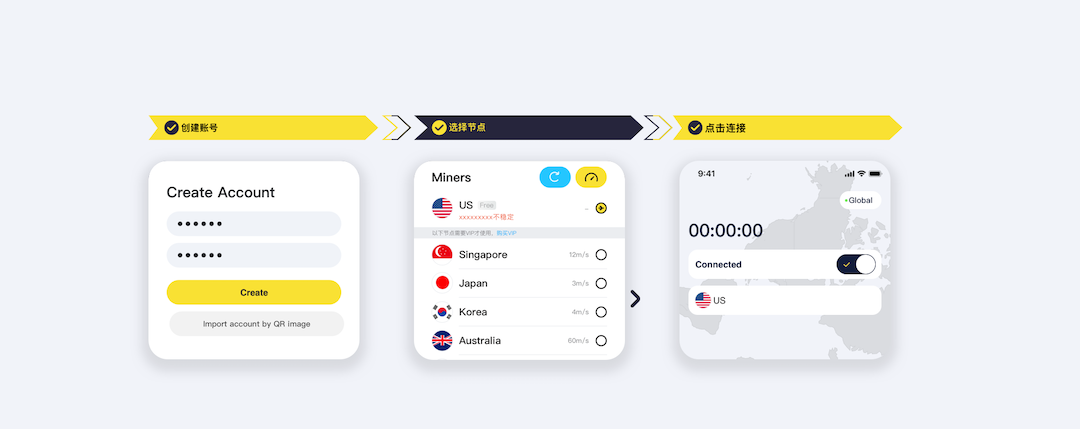 创建账号
选择节点
点击连接
Create Account
Create
Import account by QR image
Miners
US Free
xxxxxxxxx不稳定
以下节点需要VIP才使用，购买VIP
Singapore 12m/s
Japan 3m/s
Korea 4m/s
Australia 60m/s
9:41
Global
00:00:00
Connected
US